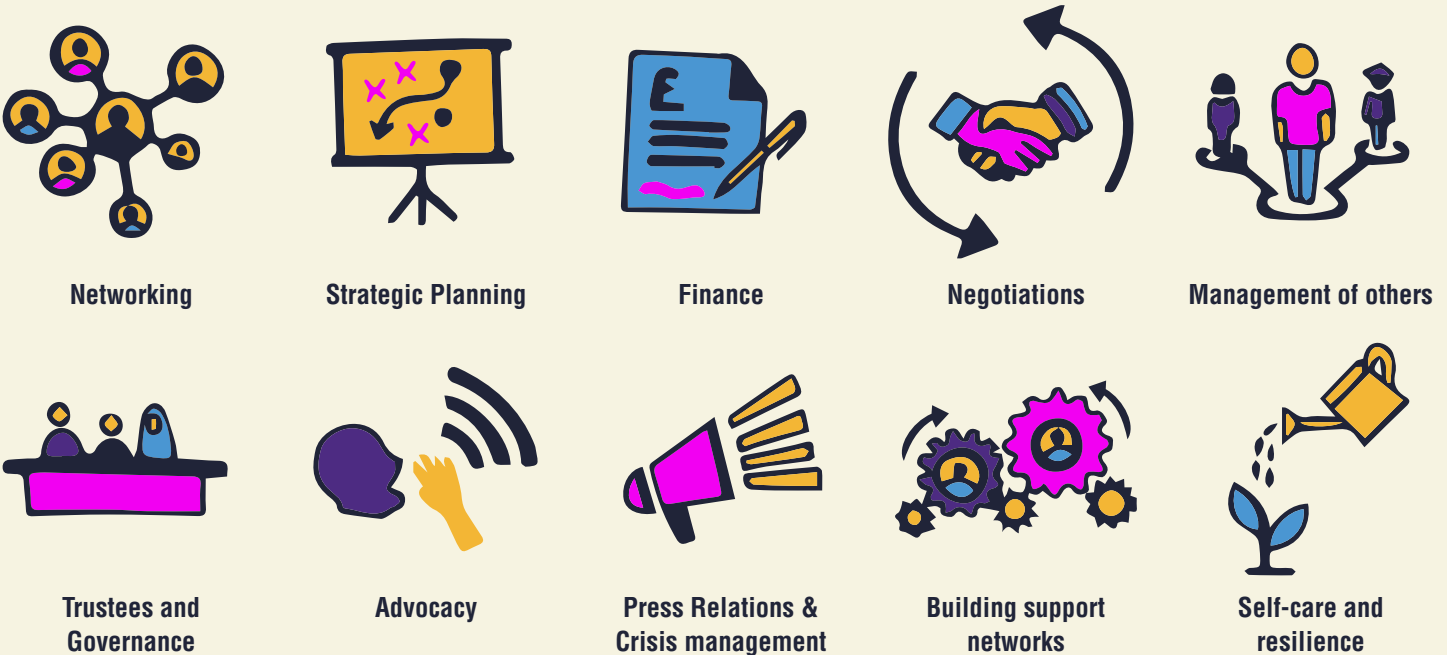 £
Networking
Strategic Planning
Finance
Negotiations
Management of others
Trustees and
Governance
Advocacy
Press Relations &
Crisis management
Building support
networks
Self-care and
resilience